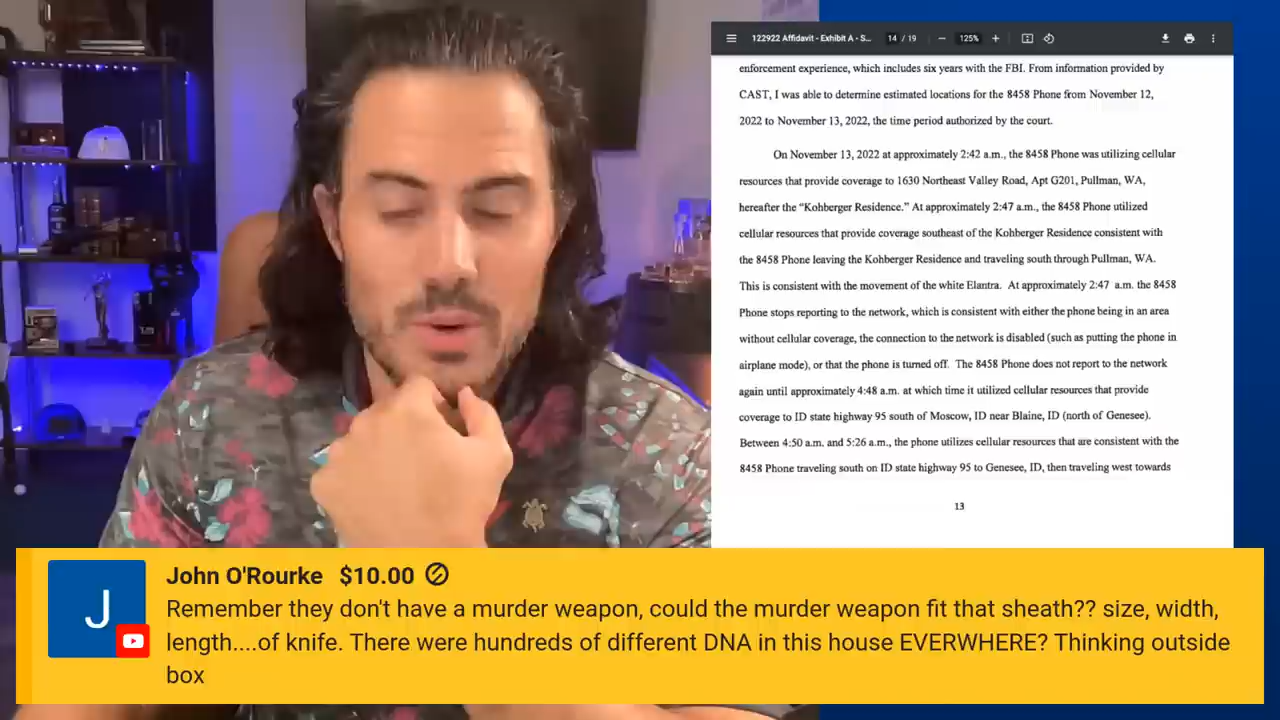 122922 Affidavit - Exhibit A - S... 14 / 19 125%
enforcement experience, which includes six years with the FBI. From information provided by
CAST, I was able to determine estimated locations for the 8458 Phone from November 12,
2022 to November 13, 2022, the time period authorized by the court.
On November 13, 2022 at approximately 2:42 a.m., the 8458 Phone was utilizing cellular
resources that provide coverage to 1630 Northeast Valley Road, Apt G201, Pullman, WA,
hereafter the “Kohberger Residence.” At approximately 2:47 a.m., the 8458 Phone utilized
cellular resources that provide coverage southeast of the Kohberger Residence consistent with
the 8458 Phone leaving the Kohberger Residence and traveling south through Pullman, WA.
This is consistent with the movement of the white Elantra. At approximately 2:47 a.m. the 8458
Phone stops reporting to the network, which is consistent with either the phone being in an area
without cellular coverage, the connection to the network is disabled (such as putting the phone in
airplane mode), or that the phone is turned off. The 8458 Phone does not report to the network
again until approximately 4:48 a.m. at which time it utilized cellular resources that provide
coverage to ID state highway 95 south of Moscow, ID near Blaine, ID (north of Genesee).
Between 4:50 a.m. and 5:26 a.m., the phone utilizes cellular resources that are consistent with the
8458 Phone traveling south on ID state highway 95 to Genesee, ID, then traveling west towards
13
J
John O'Rourke $10.00
Remember they don't have a murder weapon, could the murder weapon fit that sheath?? size, width,
length....of knife. There were hundreds of different DNA in this house EVERWHERE? Thinking outside
box